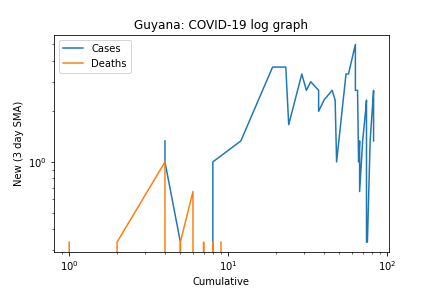 Guyana: COVID-19 log graph
Cases
Deaths
New (3 day SMA)
10⁰
10⁰
10¹
10²
Cumulative